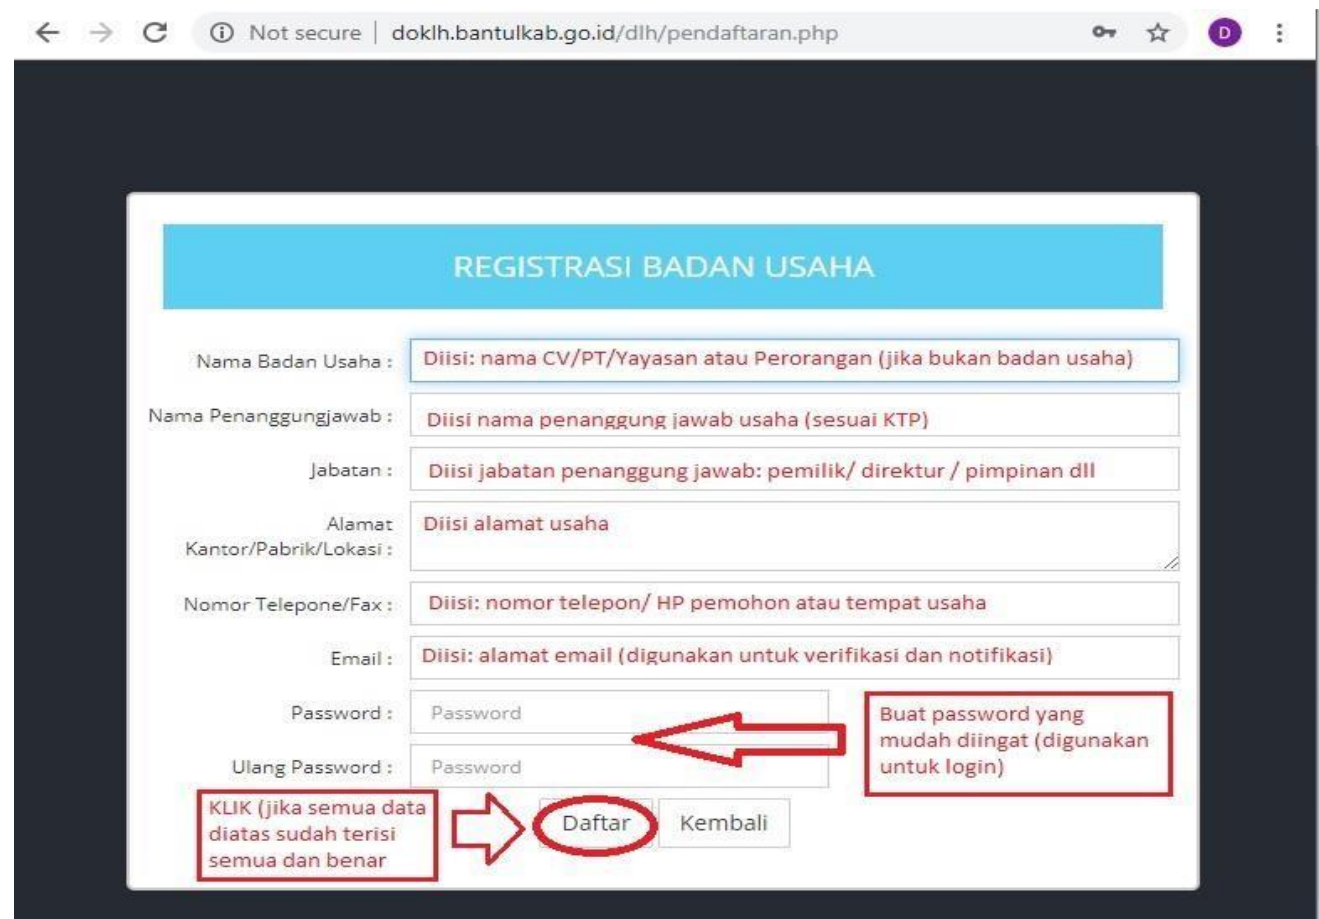 Not secure | doklh.bantulkab.go.id/dlh/pendaftaran.php
D
REGISTRASI BADAN USAHA
Nama Badan Usaha : Diisi: nama CV/PT/Yayasan atau Perorangan (jika bukan badan usaha)
Nama Penanggungjawab : Diisi nama penanggung jawab usaha (sesuai KTP)
Jabatan : Diisi jabatan penanggung jawab: pemilik/ direktur / pimpinan dll
Alamat
Kantor/Pabrik/Lokasi :
Diisi alamat usaha
Nomor Telepone/Fax : Diisi: nomor telepon/ HP pemohon atau tempat usaha
Email : Diisi: alamat email (digunakan untuk verifikasi dan notifikasi)
Password : Password
Ulang Password : Password
Buat password yang
mudah diingat (digunakan
untuk login)
KLIK (jika semua data
diatas sudah terisi
semua dan benar
Daftar Kembali